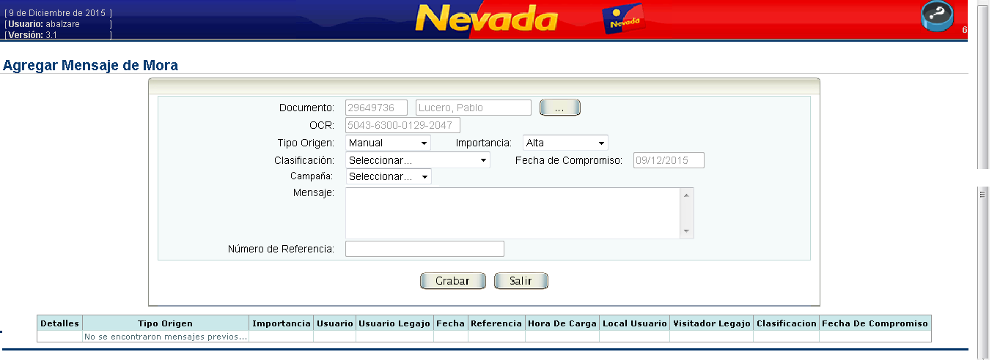 [ 9 de Diciembre de 2015 ]
[Usuario: abalzare ]
[Versión: 3.1 ]
Nevada
Nevada
?
6
Agregar Mensaje de Mora
Documento: 29649736 Lucero, Pablo ...
OCR: 5043-6300-0129-2047
Tipo Origen: Manual Importancia: Alta
Clasificación: Seleccionar... Fecha de Compromiso: 09/12/2015
Campaña: Seleccionar...
Mensaje:
Número de Referencia:
Grabar Salir
Detalles Tipo Origen Importancia Usuario Usuario Legajo Fecha Referencia Hora De Carga Local Usuario Visitador Legajo Clasificacion Fecha De Compromiso
No se encontraron mensajes previos...